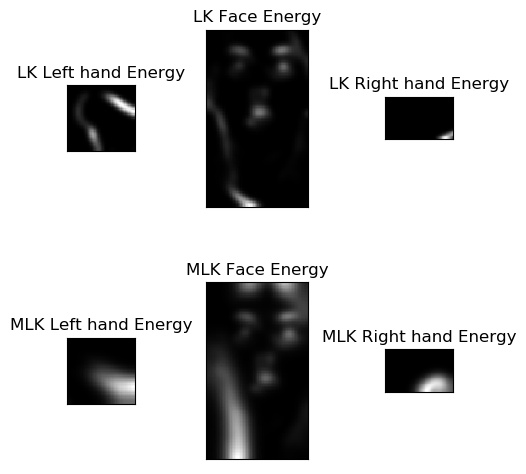 LK Face Energy
LK Left hand Energy
LK Right hand Energy
MLK Face Energy
MLK Left hand Energy
MLK Right hand Energy